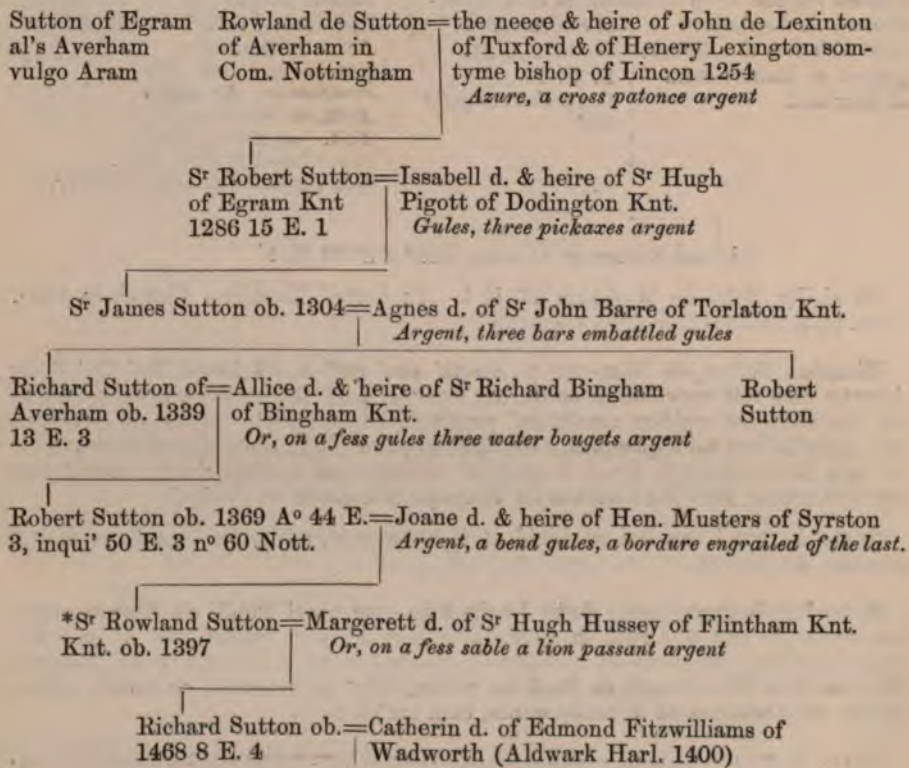 Sutton of Egram
al's Averham
vulgo Aram
Rowland de Sutton=the neece & heire of John de Lexinton
of Averham in of Tuxford & of Henery Lexington som-
Com. Nottingham tyme bishop of Lincon 1254
Azure, a cross patonce argent
Sʳ Robert Sutton=Issabell d. & heire of Sʳ Hugh
of Egram Knt Pigott of Dodington Knt.
1286 15 E. 1 Gules, three pickaxes argent
Sʳ James Sutton ob. 1304=Agnes d. of Sʳ John Barre of Torlaton Knt.
Argent, three bars embattled gules
Richard Sutton of=Allice d. & heire of Sʳ Richard Bingham Robert
Averham ob. 1339 of Bingham Knt. Sutton
13 E. 3 Or, on a fess gules three water bougets argent
Robert Sutton ob. 1369 Aº 44 E.=Joane d. & heire of Hen. Musters of Syrston
3, inqui' 50 E. 3 nº 60 Nott. Argent, a bend gules, a bordure engrailed of the last.
*Sʳ Rowland Sutton=Margerett d. of Sʳ Hugh Hussey of Flintham Knt.
Knt. ob. 1397 Or, on a fess sable a lion passant argent
Richard Sutton ob.=Catherin d. of Edmond Fitzwilliams of
1468 8 E. 4 Wadworth (Aldwark Harl. 1400)